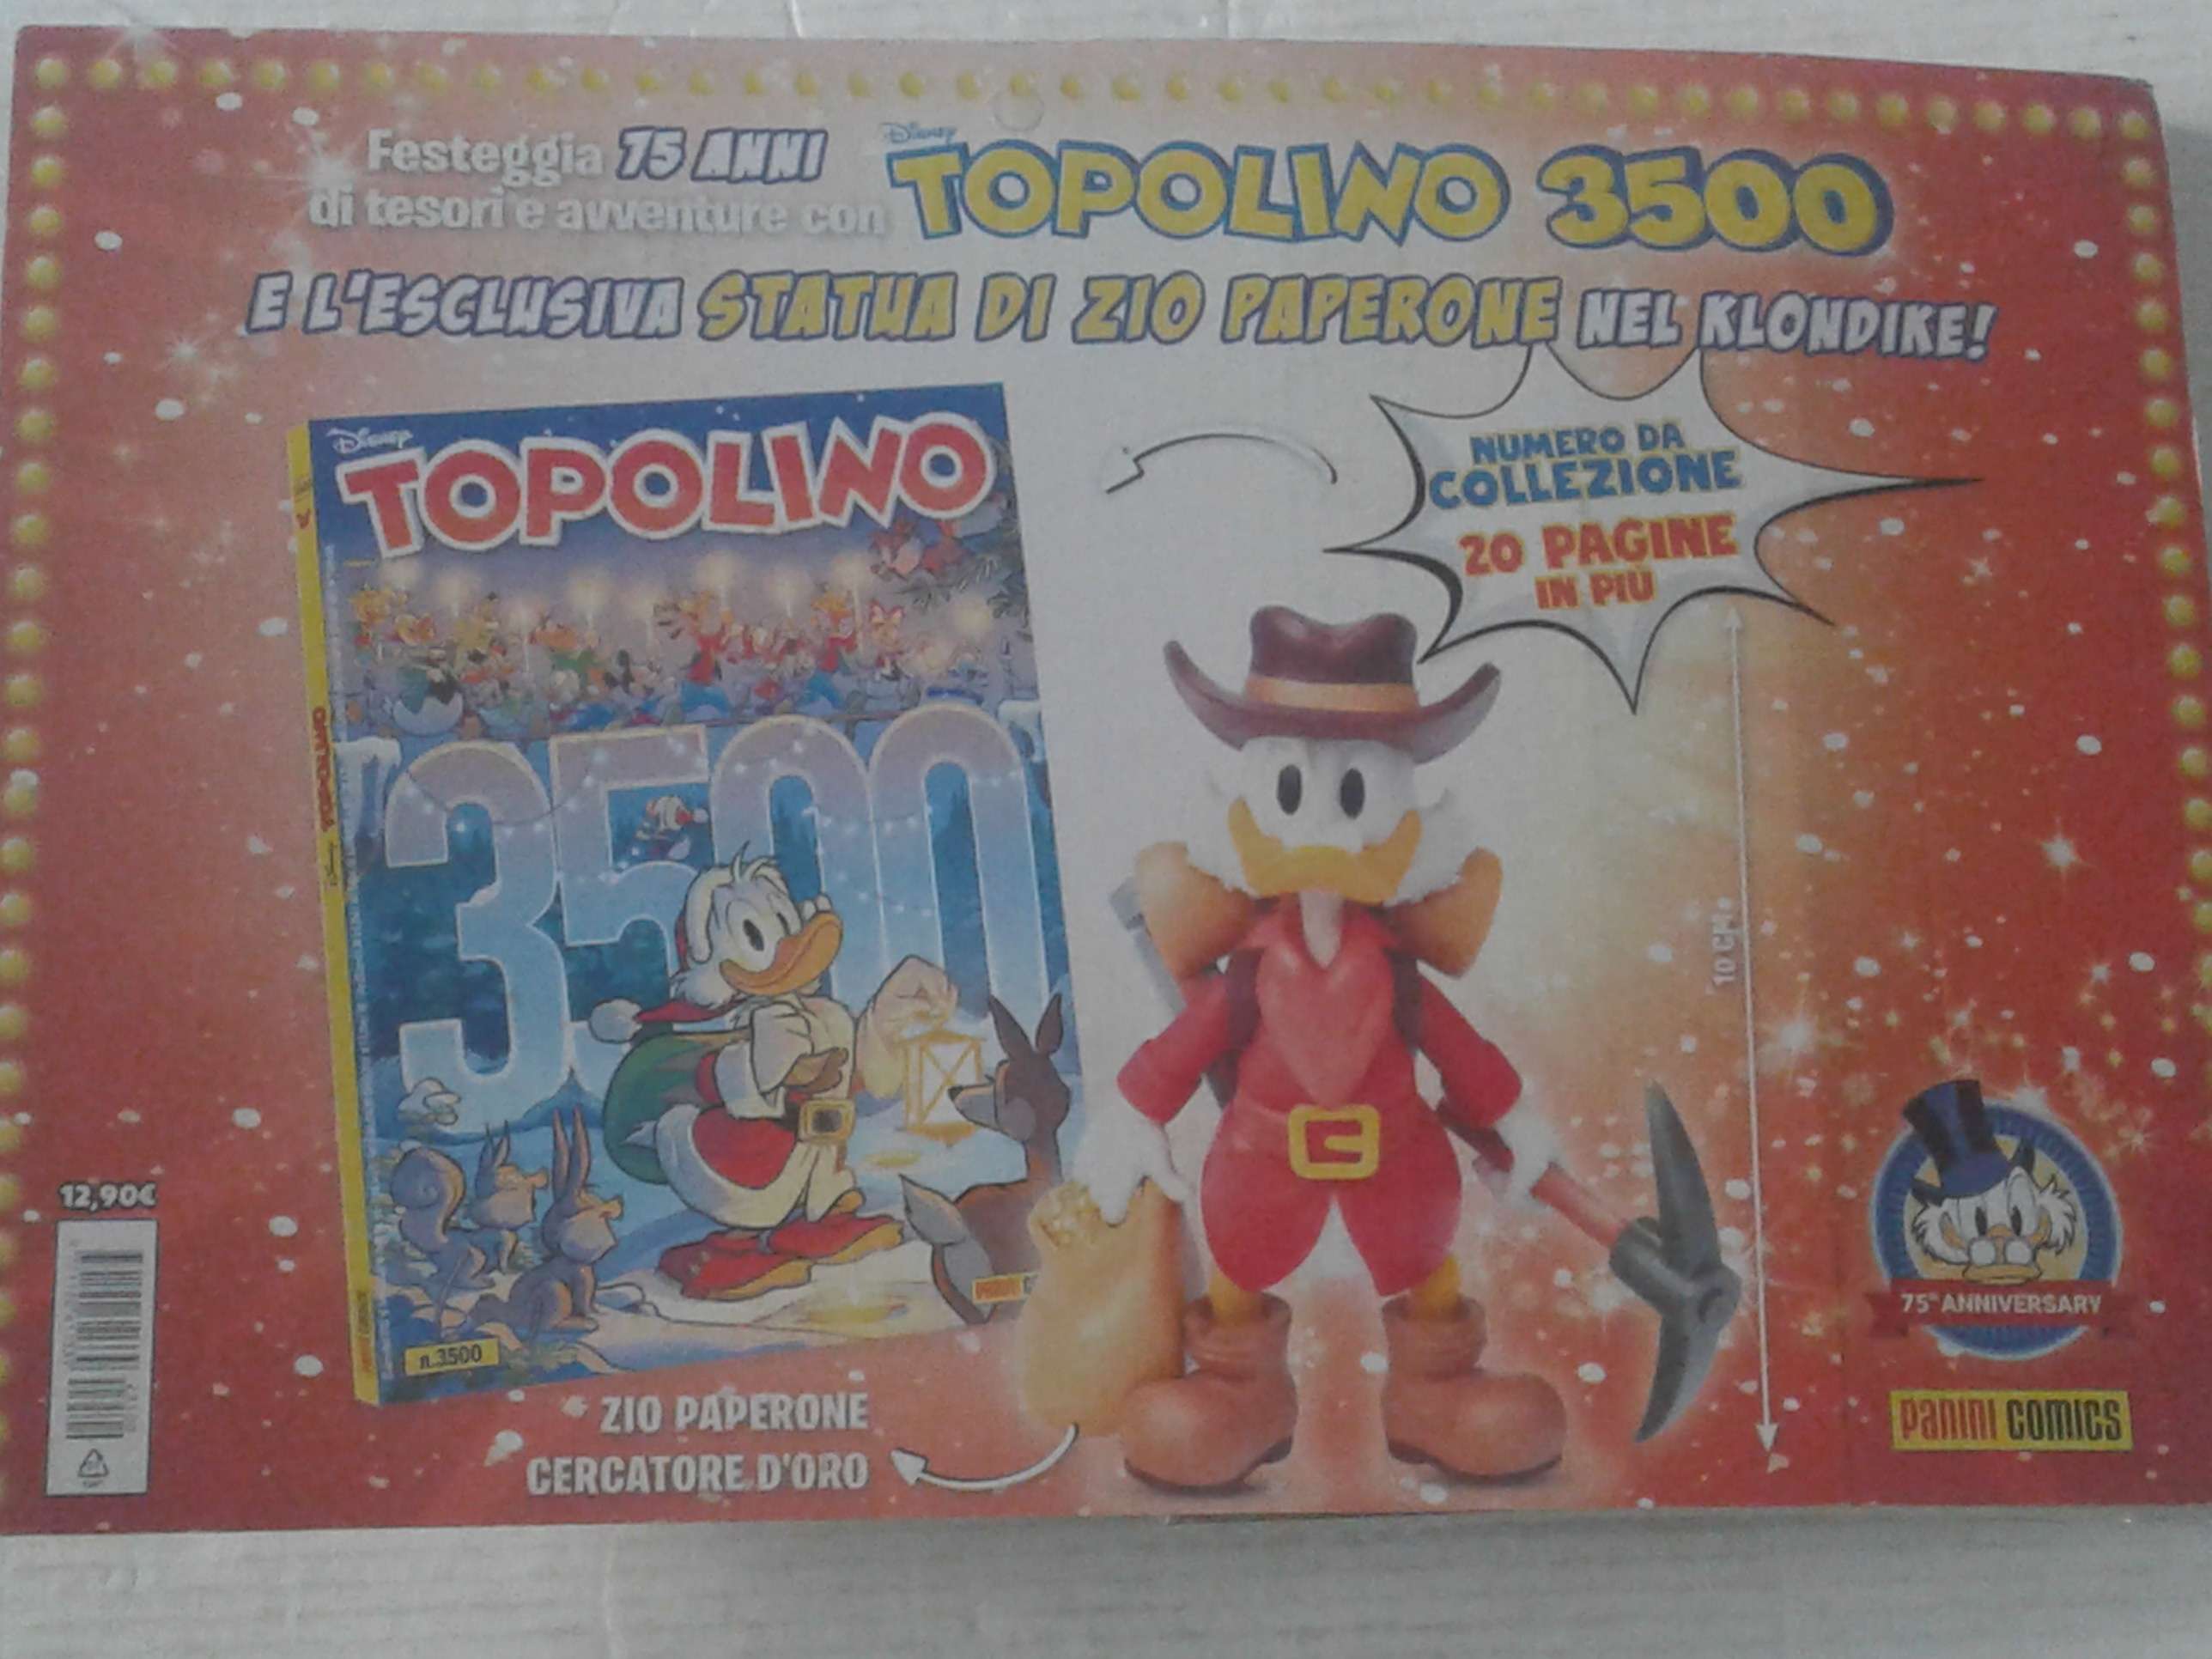 Festeggia 75 ANNI
di tesori e avventure con
Disney
TOPOLINO 3500
E L'ESCLUSIVA STATUA DI ZIO PAPERONE NEL KLONDIKE!
NUMERO DA
COLLEZIONE
20 PAGINE
IN PIÙ
Disney
TOPOLINO
3500
TOPOLINO
n.3500
10 cm
12,90€
ZIO PAPERONE
CERCATORE D'ORO
75TH ANNIVERSARY
PANINI COMICS